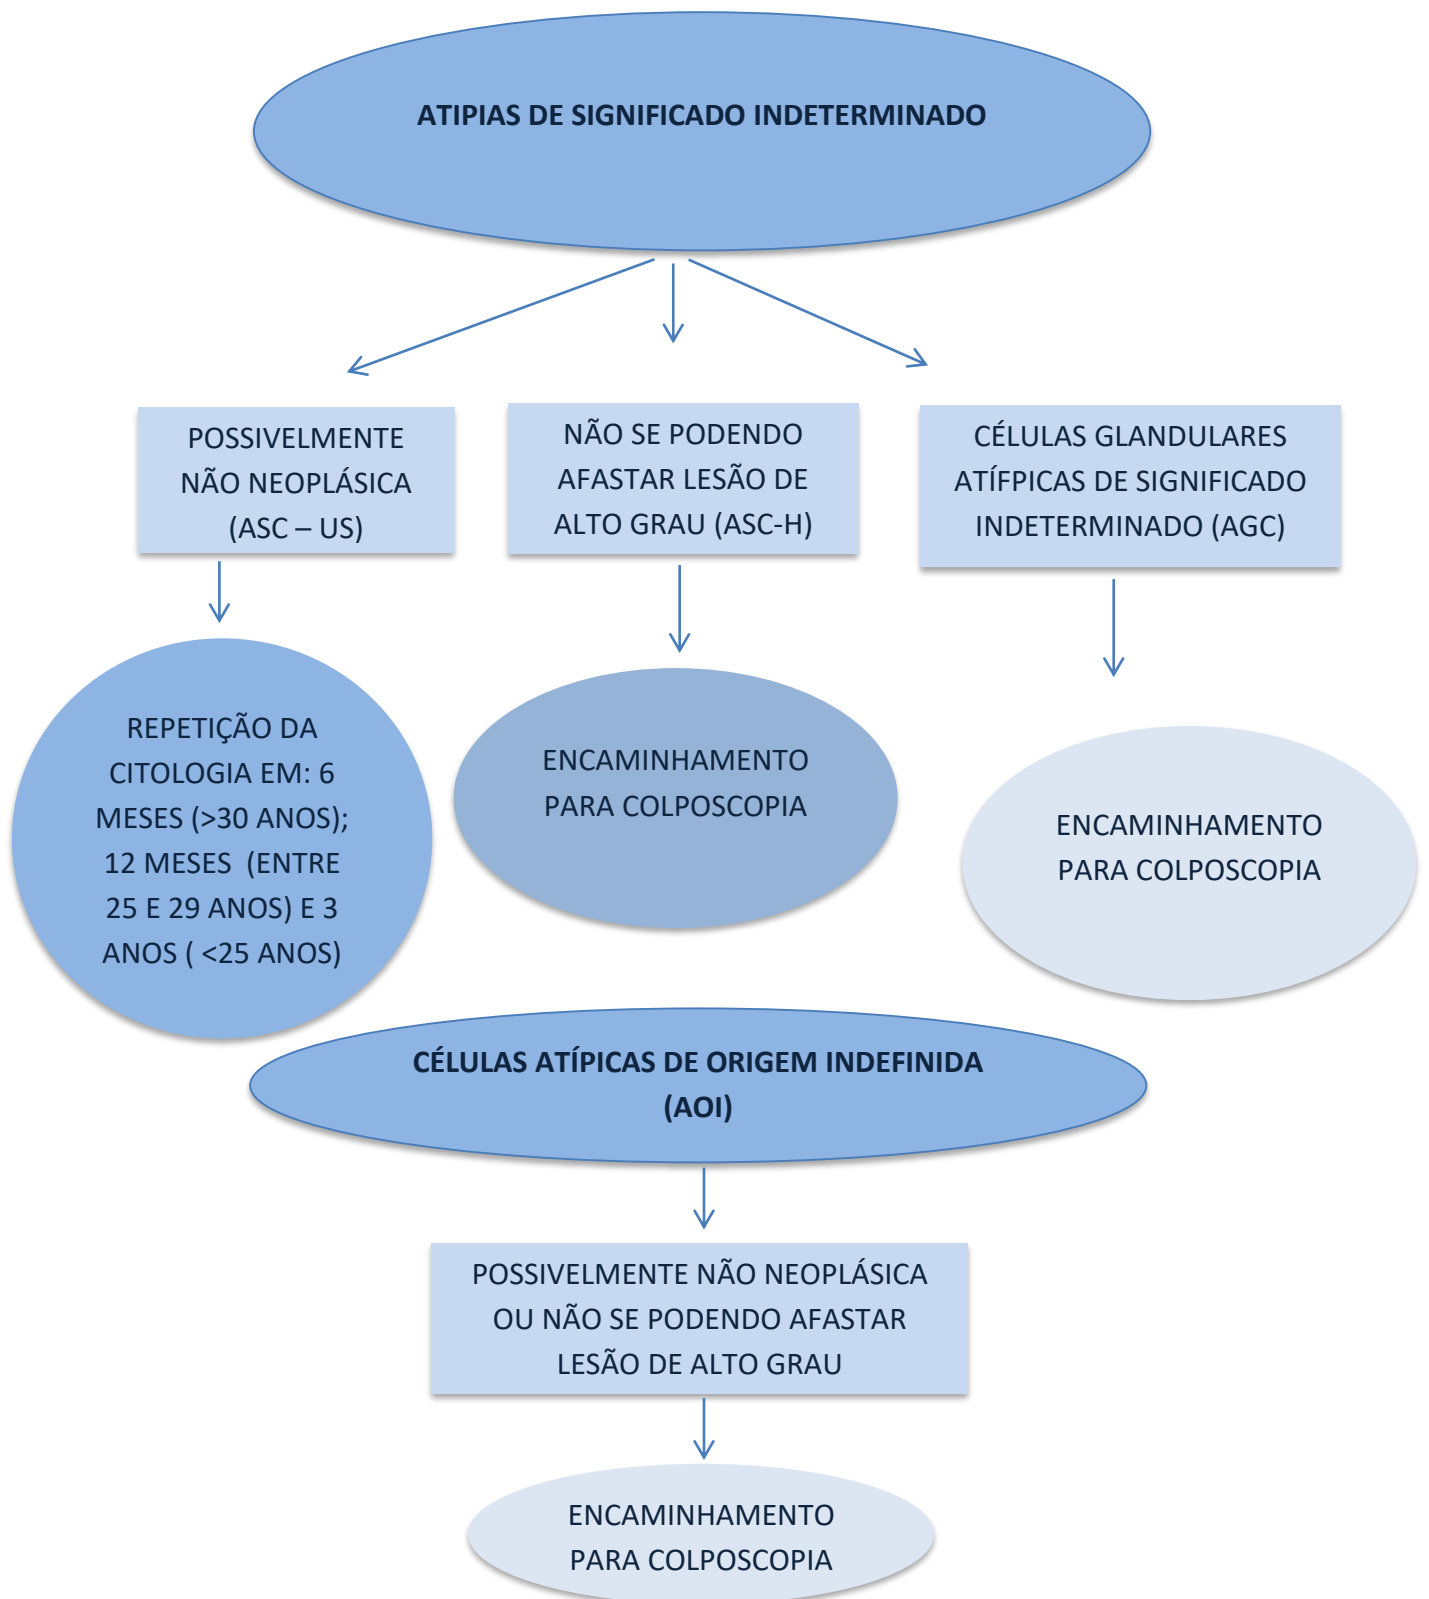 ATIPIAS DE SIGNIFICADO INDETERMINADO
POSSIVELMENTE
NÃO NEOPLÁSICA
(ASC – US)
NÃO SE PODENDO
AFASTAR LESÃO DE
ALTO GRAU (ASC-H)
CÉLULAS GLANDULARES
ATÍFPICAS DE SIGNIFICADO
INDETERMINADO (AGC)
REPETIÇÃO DA
CITOLOGIA EM: 6
MESES (>30 ANOS);
12 MESES (ENTRE
25 E 29 ANOS) E 3
ANOS ( <25 ANOS)
ENCAMINHAMENTO
PARA COLPOSCOPIA
ENCAMINHAMENTO
PARA COLPOSCOPIA
CÉLULAS ATÍPICAS DE ORIGEM INDEFINIDA
(AOI)
POSSIVELMENTE NÃO NEOPLÁSICA
OU NÃO SE PODENDO AFASTAR
LESÃO DE ALTO GRAU
ENCAMINHAMENTO
PARA COLPOSCOPIA